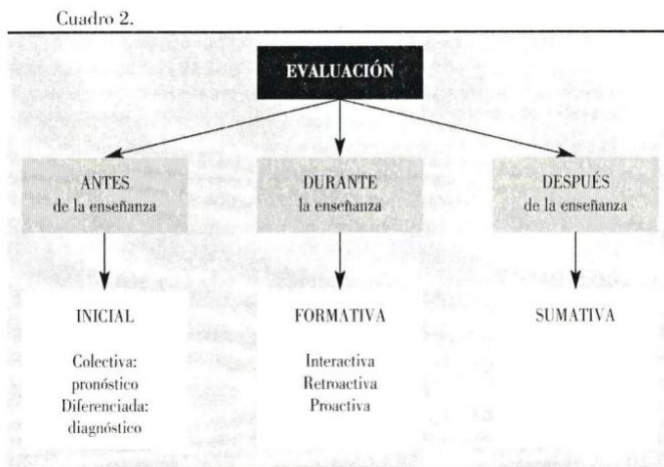 Cuadro 2.
EVALUACIÓN
ANTES
de la enseñanza
DURANTE
la enseñanza
DESPUÉS
de la enseñanza
INICIAL
Colectiva:
pronóstico
Diferenciada:
diagnóstico
FORMATIVA
Interactiva
Retroactiva
Proactiva
SUMATIVA